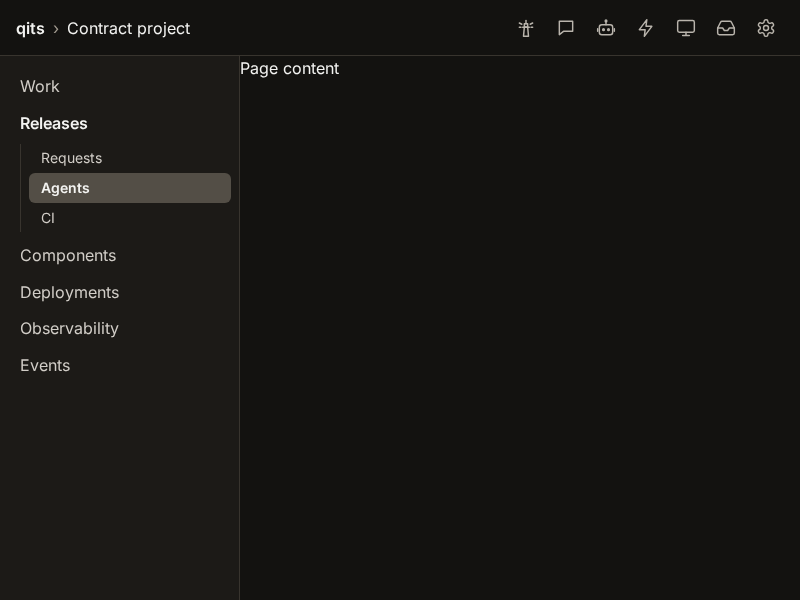 qits › Contract project
Work
Releases
Requests
Agents
CI
Components
Deployments
Observability
Events
Page content